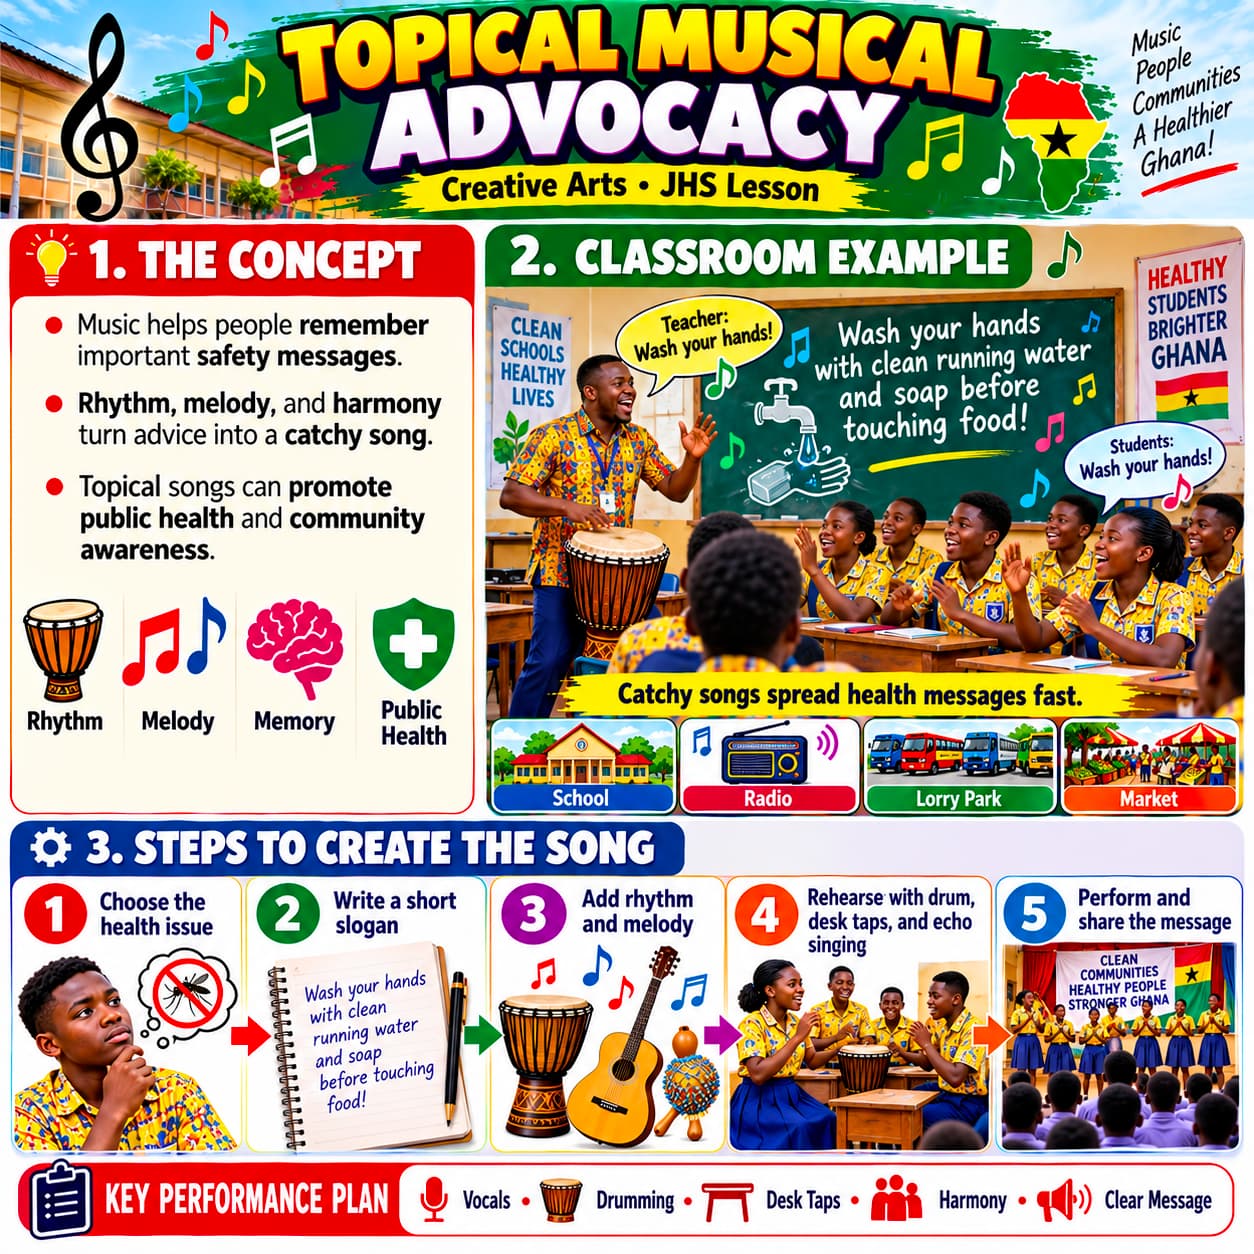 TOPICAL MUSICAL
ADVOCACY
Creative Arts • JHS Lesson
Music
People
Communities
A Healthier
Ghana!
1. THE CONCEPT
• Music helps people remember
important safety messages.
• Rhythm, melody, and harmony
turn advice into a catchy song.
• Topical songs can promote
public health and community
awareness.
Rhythm
Melody
Memory
Public
Health
2. CLASSROOM EXAMPLE
CLEAN
SCHOOLS
HEALTHY
LIVES
Teacher:
Wash your hands!
Wash your hands
with clean running water
and soap before
touching food!
HEALTHY
STUDENTS
BRIGHTER
GHANA
Students:
Wash your hands!
Catchy songs spread health messages fast.
School
Radio
Lorry Park
Market
3. STEPS TO CREATE THE SONG
1 Choose the
health issue
2 Write a short
slogan
Wash your hands
with clean
running water
and soap
before touching
food!
3 Add rhythm
and melody
4 Rehearse with drum,
desk taps, and echo
singing
5 Perform and
share the message
CLEAN
COMMUNITIES
HEALTHY PEOPLE
STRONGER GHANA
KEY PERFORMANCE PLAN
Vocals • Drumming • Desk Taps • Harmony • Clear Message